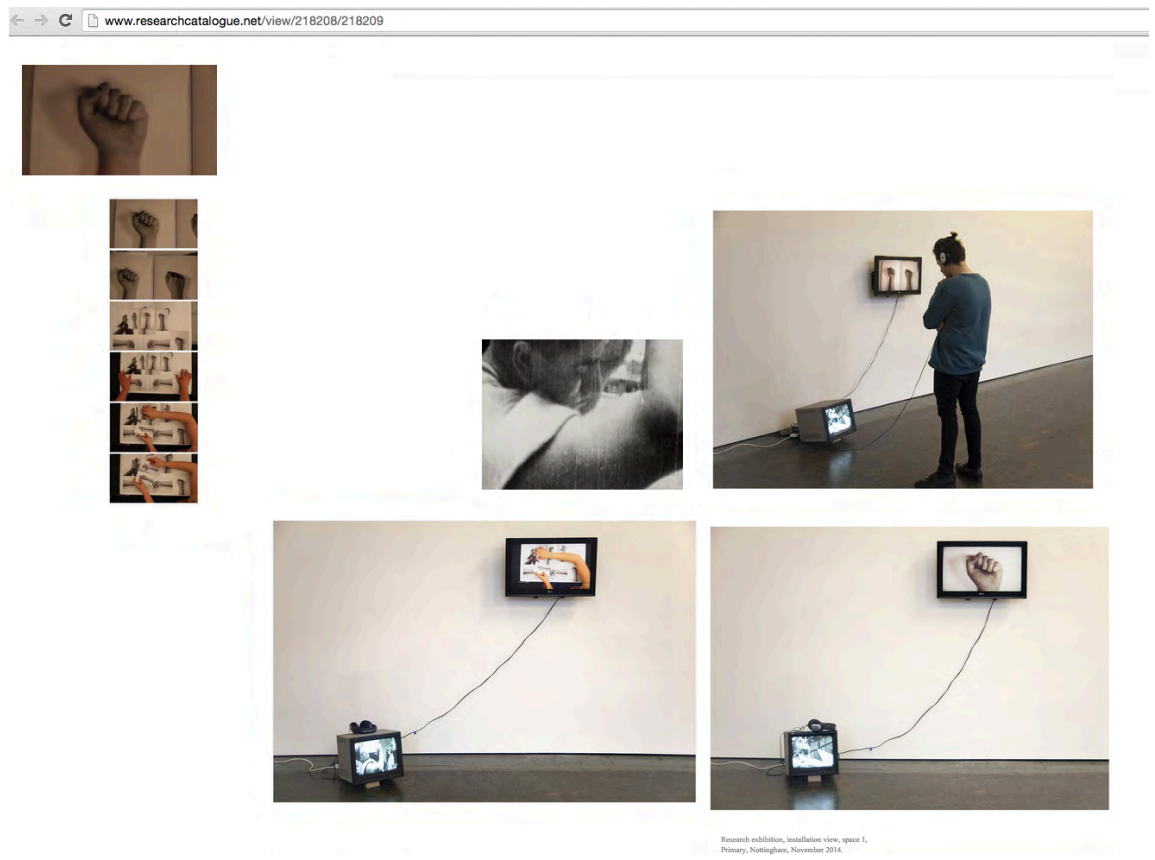 www.researchcatalogue.net/view/218208/218209
Research exhibition, installation view, space 1,
Primary, Nottingham, November 2014.